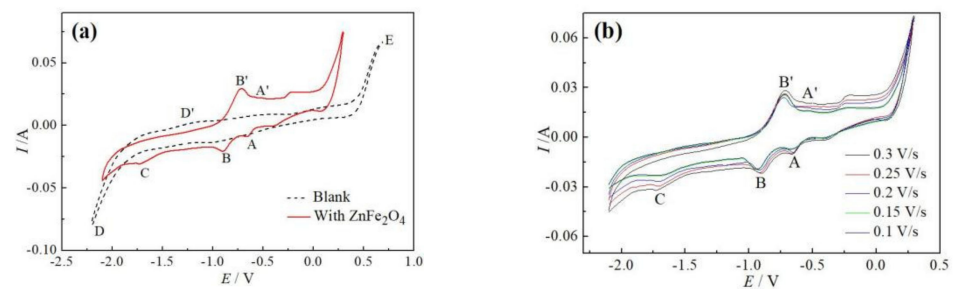 (a)
I /A
0.05
0.00
-0.05
-0.10
E
B'
A'
D'
A
B
C
D
Blank
With ZnFe₂O₄
-2.5 -2.0 -1.5 -1.0 -0.5 0.0 0.5 1.0
E / V
(b)
I /A
0.06
0.03
0.00
-0.03
-0.06
B'
A'
A
B
C
0.3 V/s
0.25 V/s
0.2 V/s
0.15 V/s
0.1 V/s
-2.0 -1.5 -1.0 -0.5 0.0
E / V